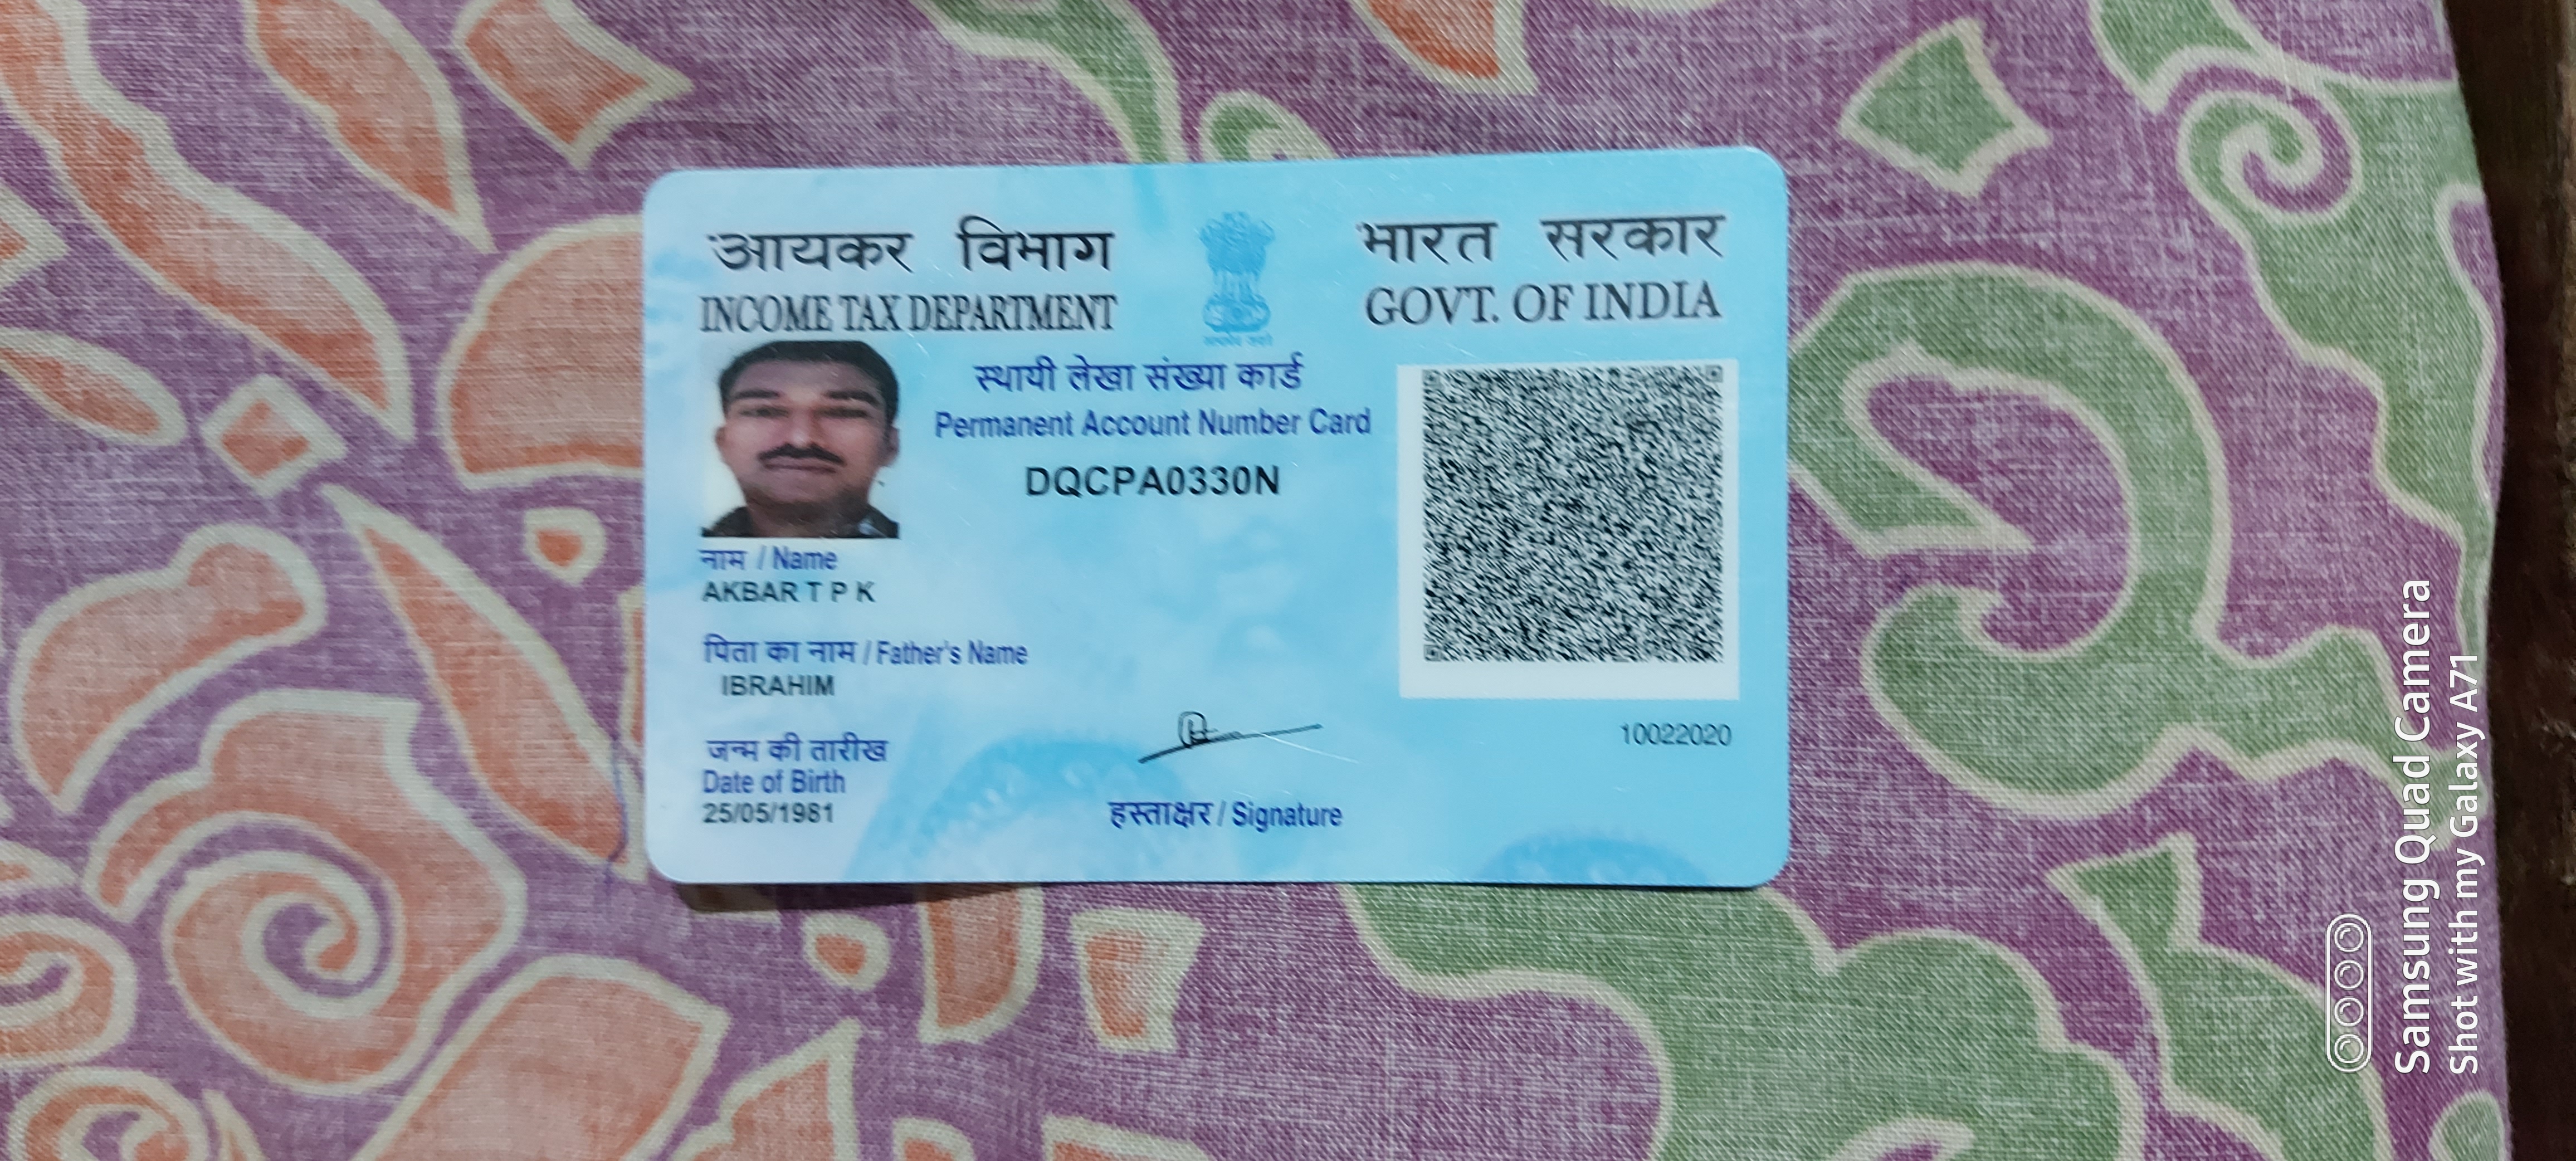 आयकर विभाग
INCOME TAX DEPARTMENT
भारत सरकार
GOVT. OF INDIA
स्थायी लेखा संख्या कार्ड
Permanent Account Number Card
DQCPA0330N
नाम / Name
AKBAR T P K
पिता का नाम / Father's Name
IBRAHIM
जन्म की तारीख
Date of Birth
25/05/1981
हस्ताक्षर / Signature
10022020
Samsung Quad Camera
Shot with my Galaxy A71